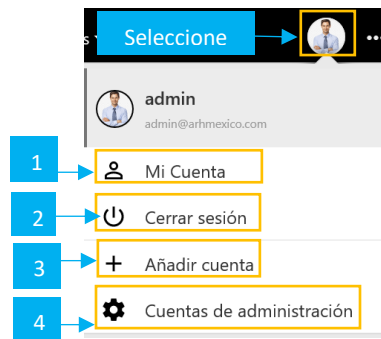 Seleccione
admin
admin@arhmexico.com
1
Mi Cuenta
2
Cerrar sesión
3
Añadir cuenta
4
Cuentas de administración